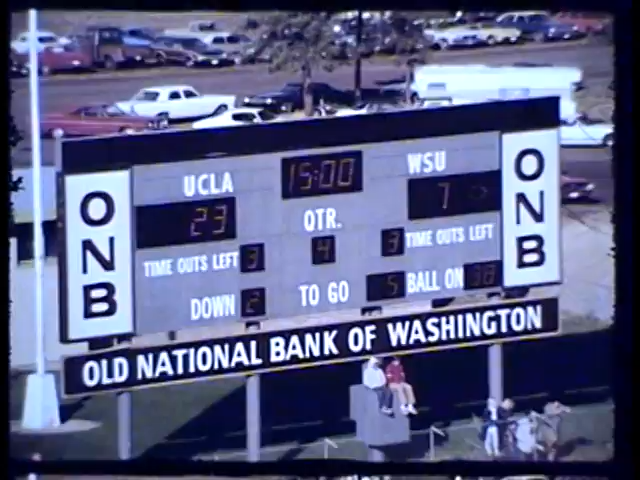 UCLA 15:00 WSU
23 QTR. 7
TIME OUTS LEFT 3 4 3 TIME OUTS LEFT
DOWN 2 TO GO 5 BALL ON 38
ONB
ONB
OLD NATIONAL BANK OF WASHINGTON